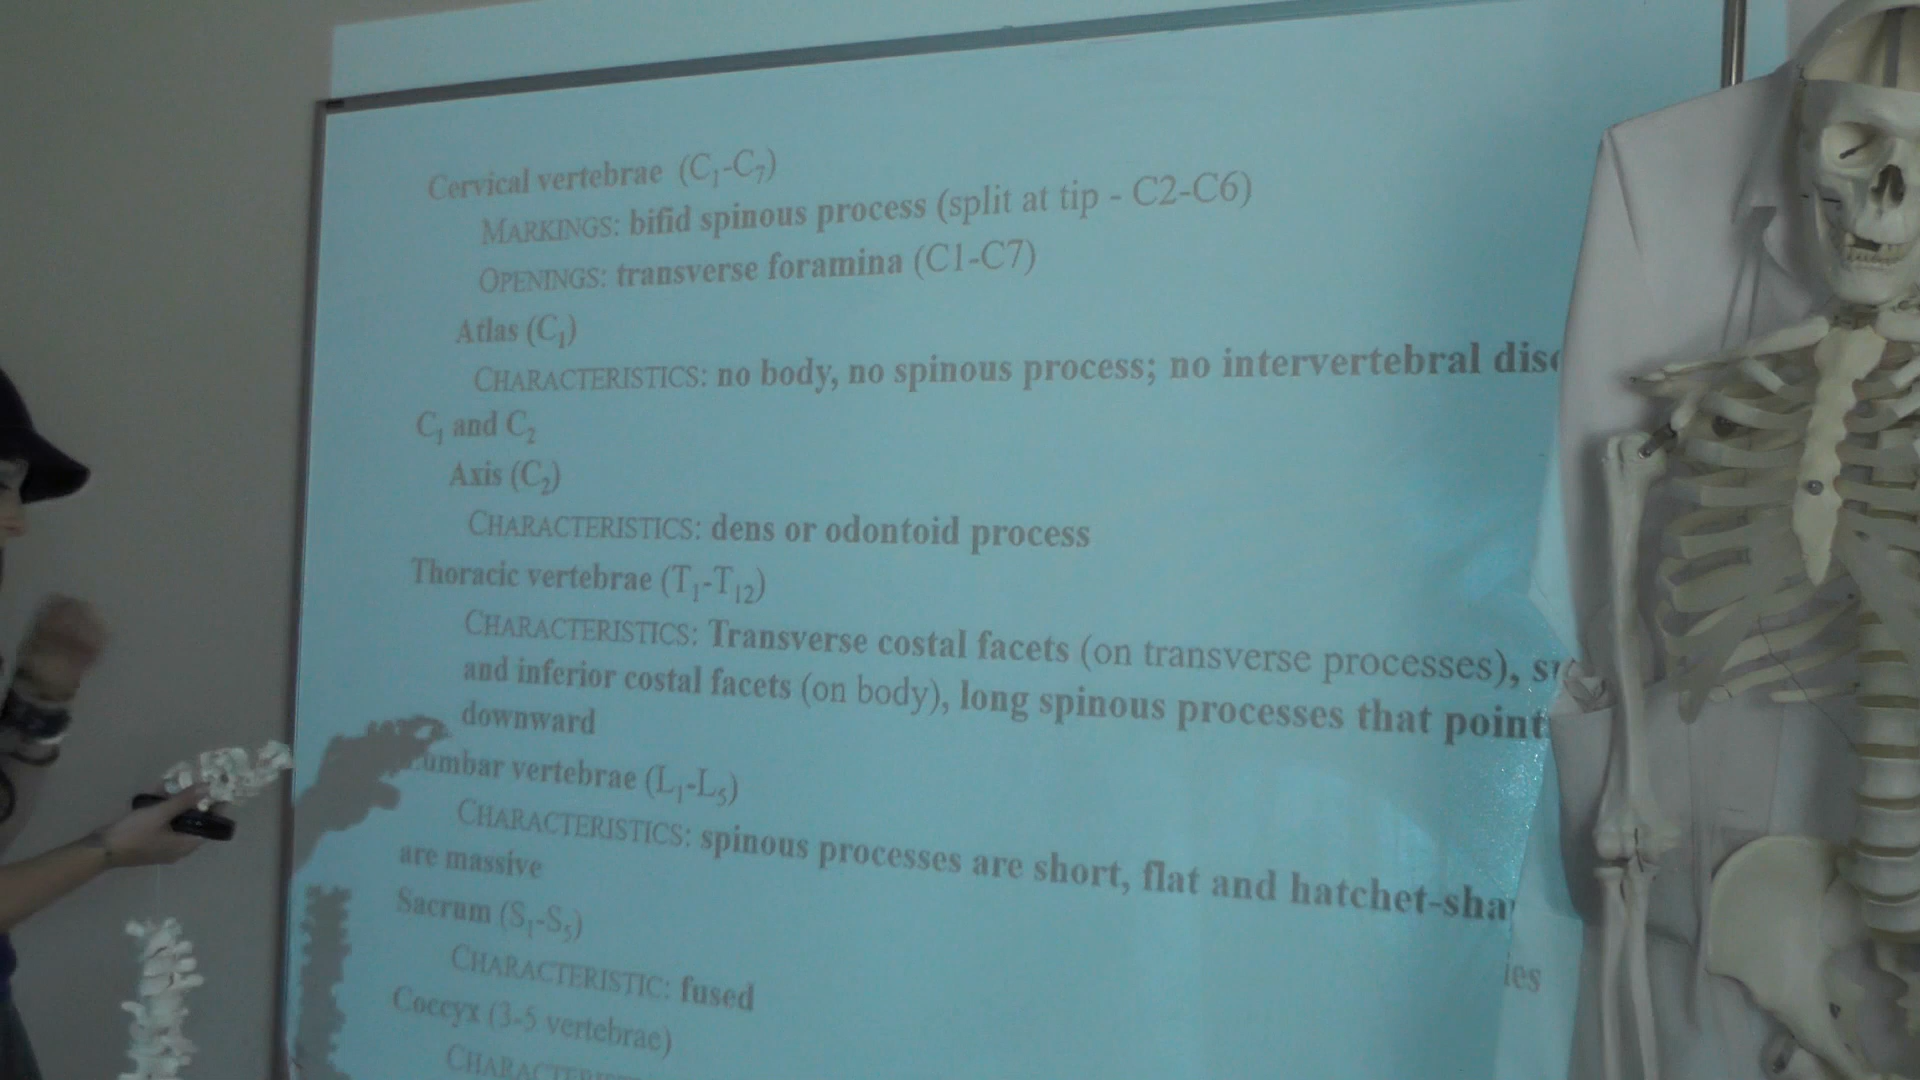 Cervical vertebrae (C1-C7)
MARKINGS: bifid spinous process (split at tip - C2-C6)
OPENINGS: transverse foramina (C1-C7)
Atlas (C1)
CHARACTERISTICS: no body, no spinous process; no intervertebral
C1 and C2
Axis (C2)
CHARACTERISTICS: dens or odontoid process
Thoracic vertebrae (T1-T12)
CHARACTERISTICS: Transverse costal facets (on transverse processes),
and inferior costal facets (on body), long spinous processes that point
downward
umbar vertebrae (L1-L5)
CHARACTERISTICS: spinous processes are short, flat and hatchet-sha
ies
are massive
Sacrum (S1-S5)
CHARACTERISTIC: fused
Coccyx (3-5 vertebrae)